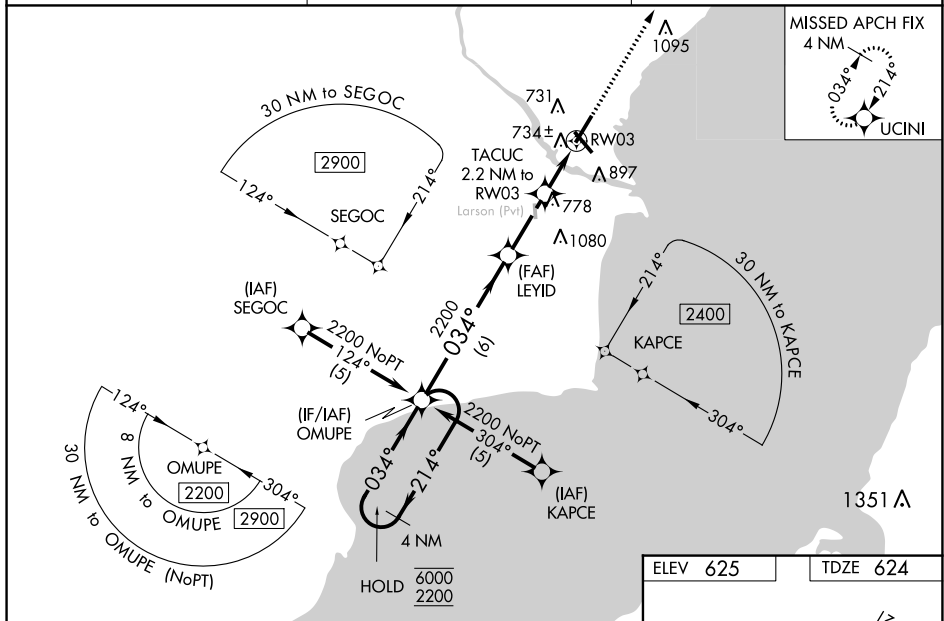 MISSED APCH FIX
4 NM
034°
214°
UCINI
1095
30 NM to SEGOC
2900
124°
214°
SEGOC
731
734±
RW03
TACUC
2.2 NM to
RW03
897
Larson (Pvt)
778
1080
(FAF)
LEYID
(IAF)
SEGOC
2200 NoPT
124°
(5)
2200
034°
(6)
30 NM to KAPCE
214°
2400
KAPCE
304°
(IF/IAF)
OMUPE
2200 NoPT
304°
(5)
(IAF)
KAPCE
034°
214°
4 NM
HOLD 6000
2200
124°
OMUPE
304°
8 NM to OMUPE
2200
2900
30 NM to OMUPE (NoPT)
1351
ELEV 625
TDZE 624